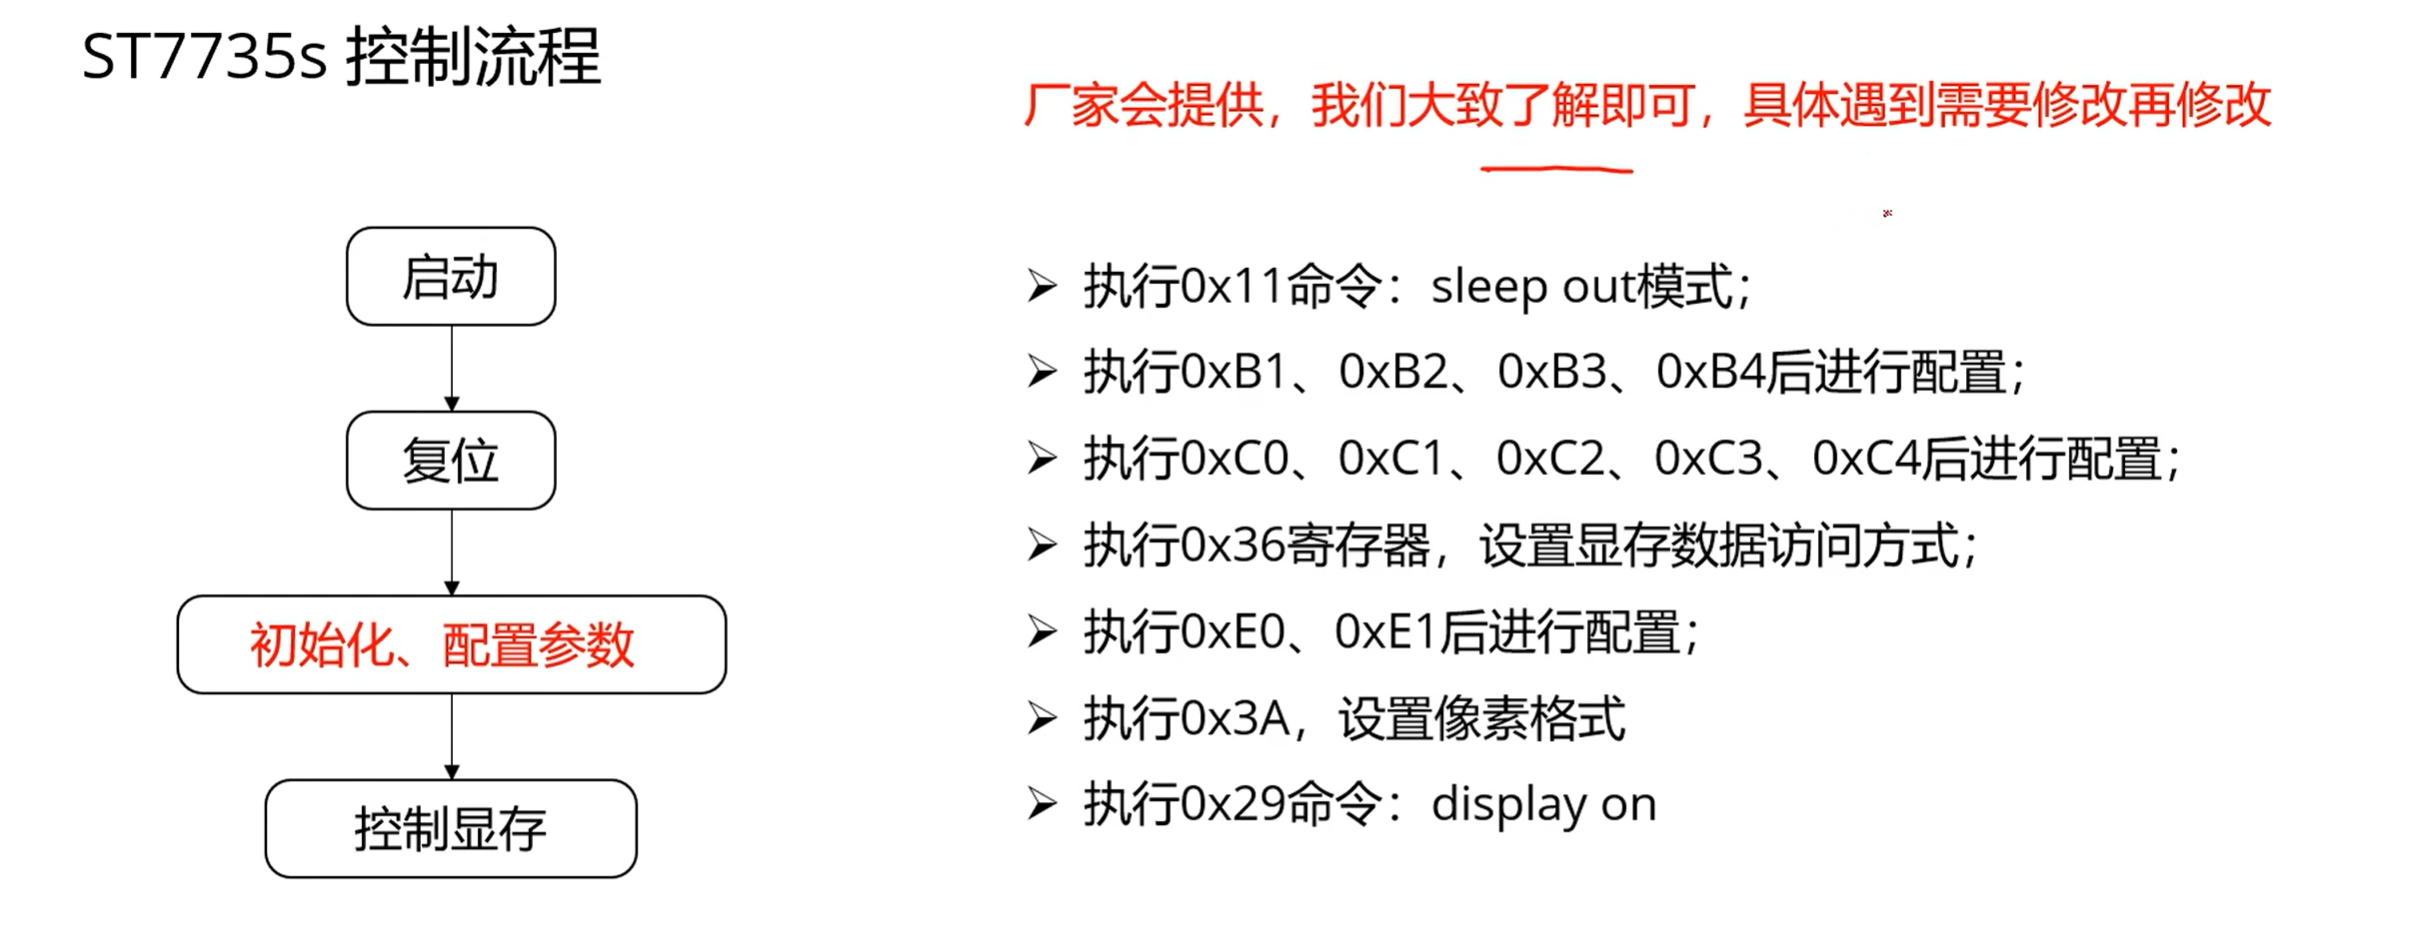 ST7735s 控制流程
厂家会提供，我们大致了解即可，具体遇到需要修改再修改
启动
复位
初始化、配置参数
控制显存
➢ 执行0x11命令：sleep out模式；
➢ 执行0xB1、0xB2、0xB3、0xB4后进行配置；
➢ 执行0xC0、0xC1、0xC2、0xC3、0xC4后进行配置；
➢ 执行0x36寄存器，设置显存数据访问方式；
➢ 执行0xE0、0xE1后进行配置；
➢ 执行0x3A，设置像素格式
➢ 执行0x29命令：display on